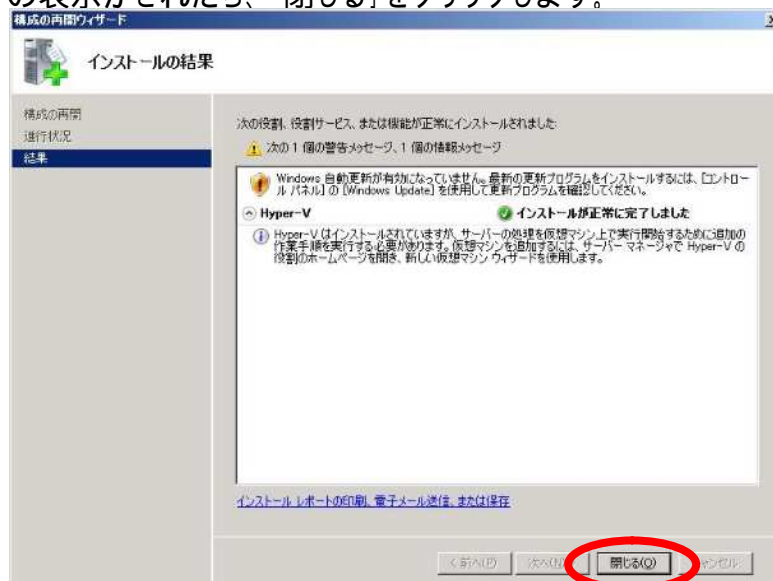 の表示がされたら、「閉じる」をクリックします。
構成の再開ウィザード
インストールの結果
構成の再開
進行状況
結果
次の役割、役割サービス、または機能が正常にインストールされました:
次の 1 個の警告メッセージ、1 個の情報メッセージ
Windows 自動更新が有効になっていません。最新の更新プログラムをインストールするには、[コントロー
ル パネル] の [Windows Update] を使用して更新プログラムを確認してください。
Hyper-V
インストールが正常に完了しました
Hyper-V はインストールされていますが、サーバーの処理を仮想マシン上で実行開始するために追加の
作業手順を実行する必要があります。仮想マシンを追加するには、サーバー マネージャで Hyper-V の
役割のホームページを開き、新しい仮想マシン ウィザードを使用します。
インストール レポートの印刷、電子メール送信、または保存
< 前へ(P)
次へ(N)
閉じる(O)
キャンセル